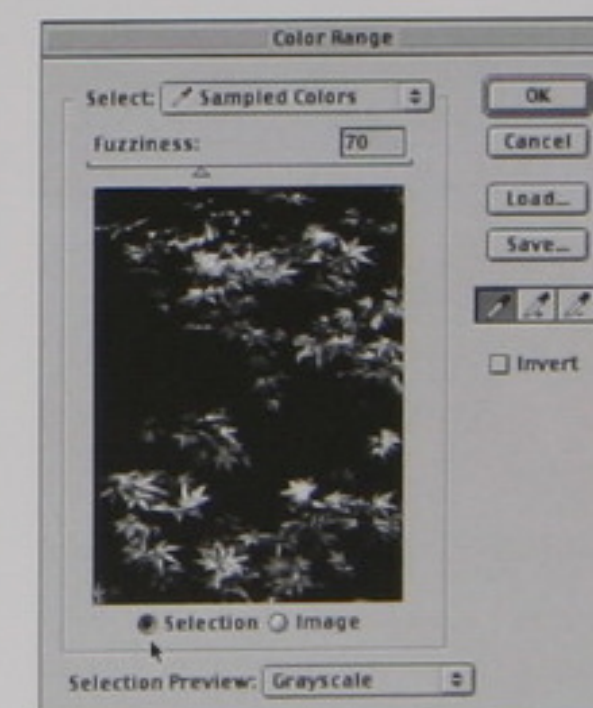 Color Range
Select: Sampled Colors
OK
Fuzziness: 70
Cancel
Load...
Save...
Invert
Selection Image
Selection Preview: Grayscale